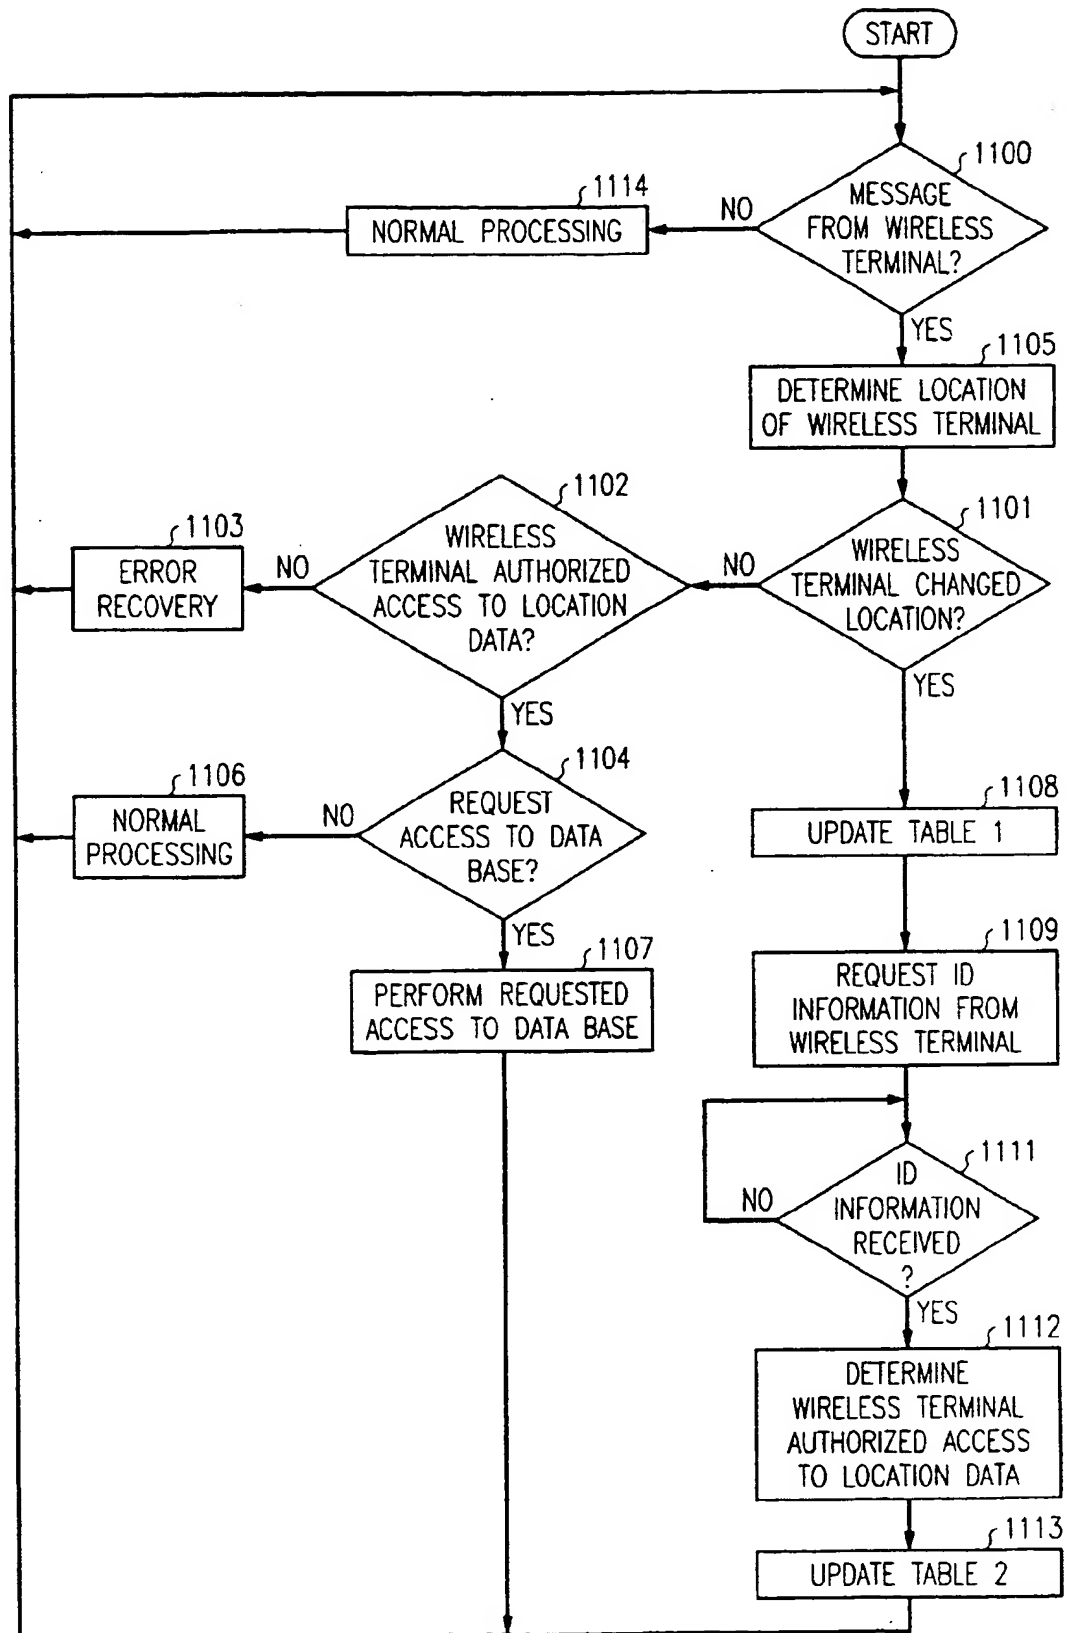 START
1100
MESSAGE
FROM WIRELESS
TERMINAL?
NO
1114
NORMAL PROCESSING
YES
1105
DETERMINE LOCATION
OF WIRELESS TERMINAL
1101
WIRELESS
TERMINAL CHANGED
LOCATION?
NO
1102
WIRELESS
TERMINAL AUTHORIZED
ACCESS TO LOCATION
DATA?
NO
1103
ERROR
RECOVERY
YES
YES
1104
REQUEST
ACCESS TO DATA
BASE?
NO
1106
NORMAL
PROCESSING
YES
1107
PERFORM REQUESTED
ACCESS TO DATA BASE
1108
UPDATE TABLE 1
1109
REQUEST ID
INFORMATION FROM
WIRELESS TERMINAL
1111
ID
INFORMATION
RECEIVED
?
NO
YES
1112
DETERMINE
WIRELESS TERMINAL
AUTHORIZED ACCESS
TO LOCATION DATA
1113
UPDATE TABLE 2